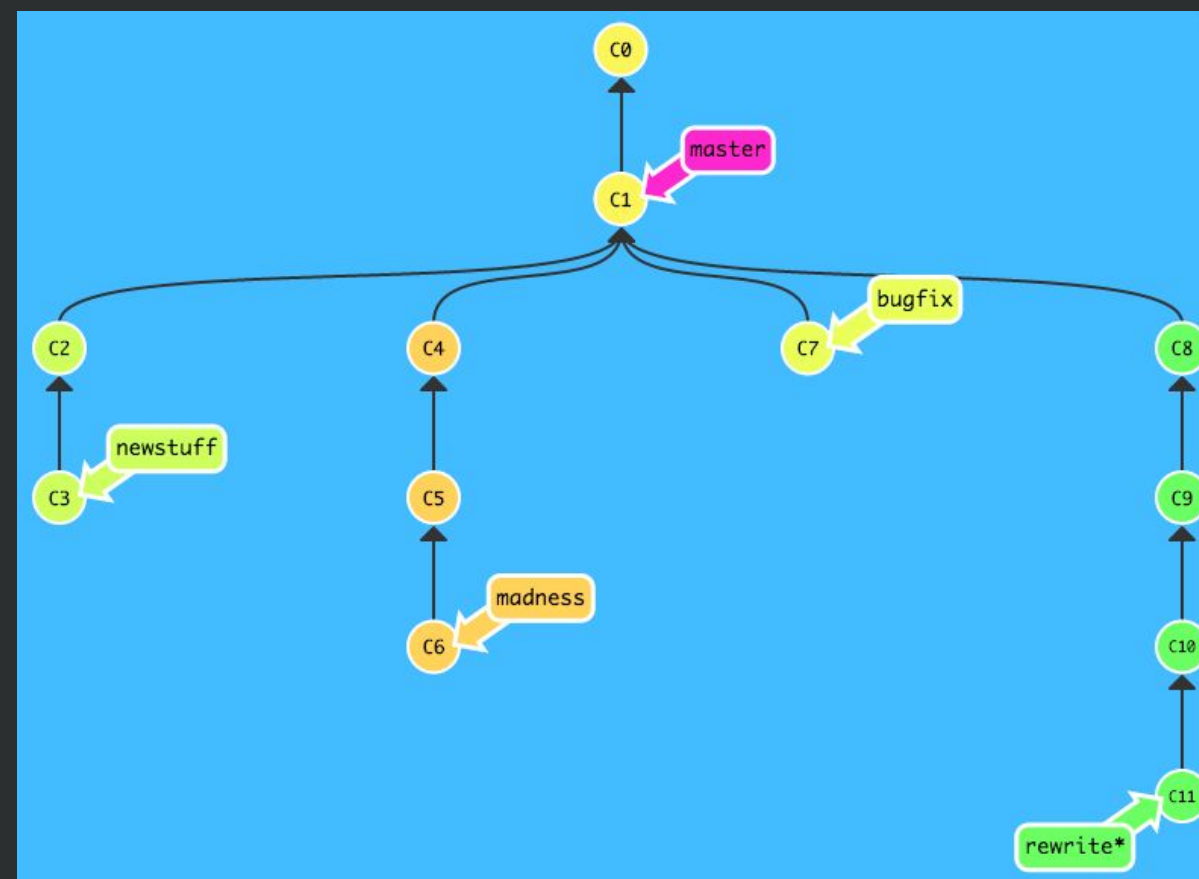 C0
master
C1
bugfix
C2
C4
C7
C8
newstuff
C3
C5
C9
madness
C6
C10
C11
rewrite*